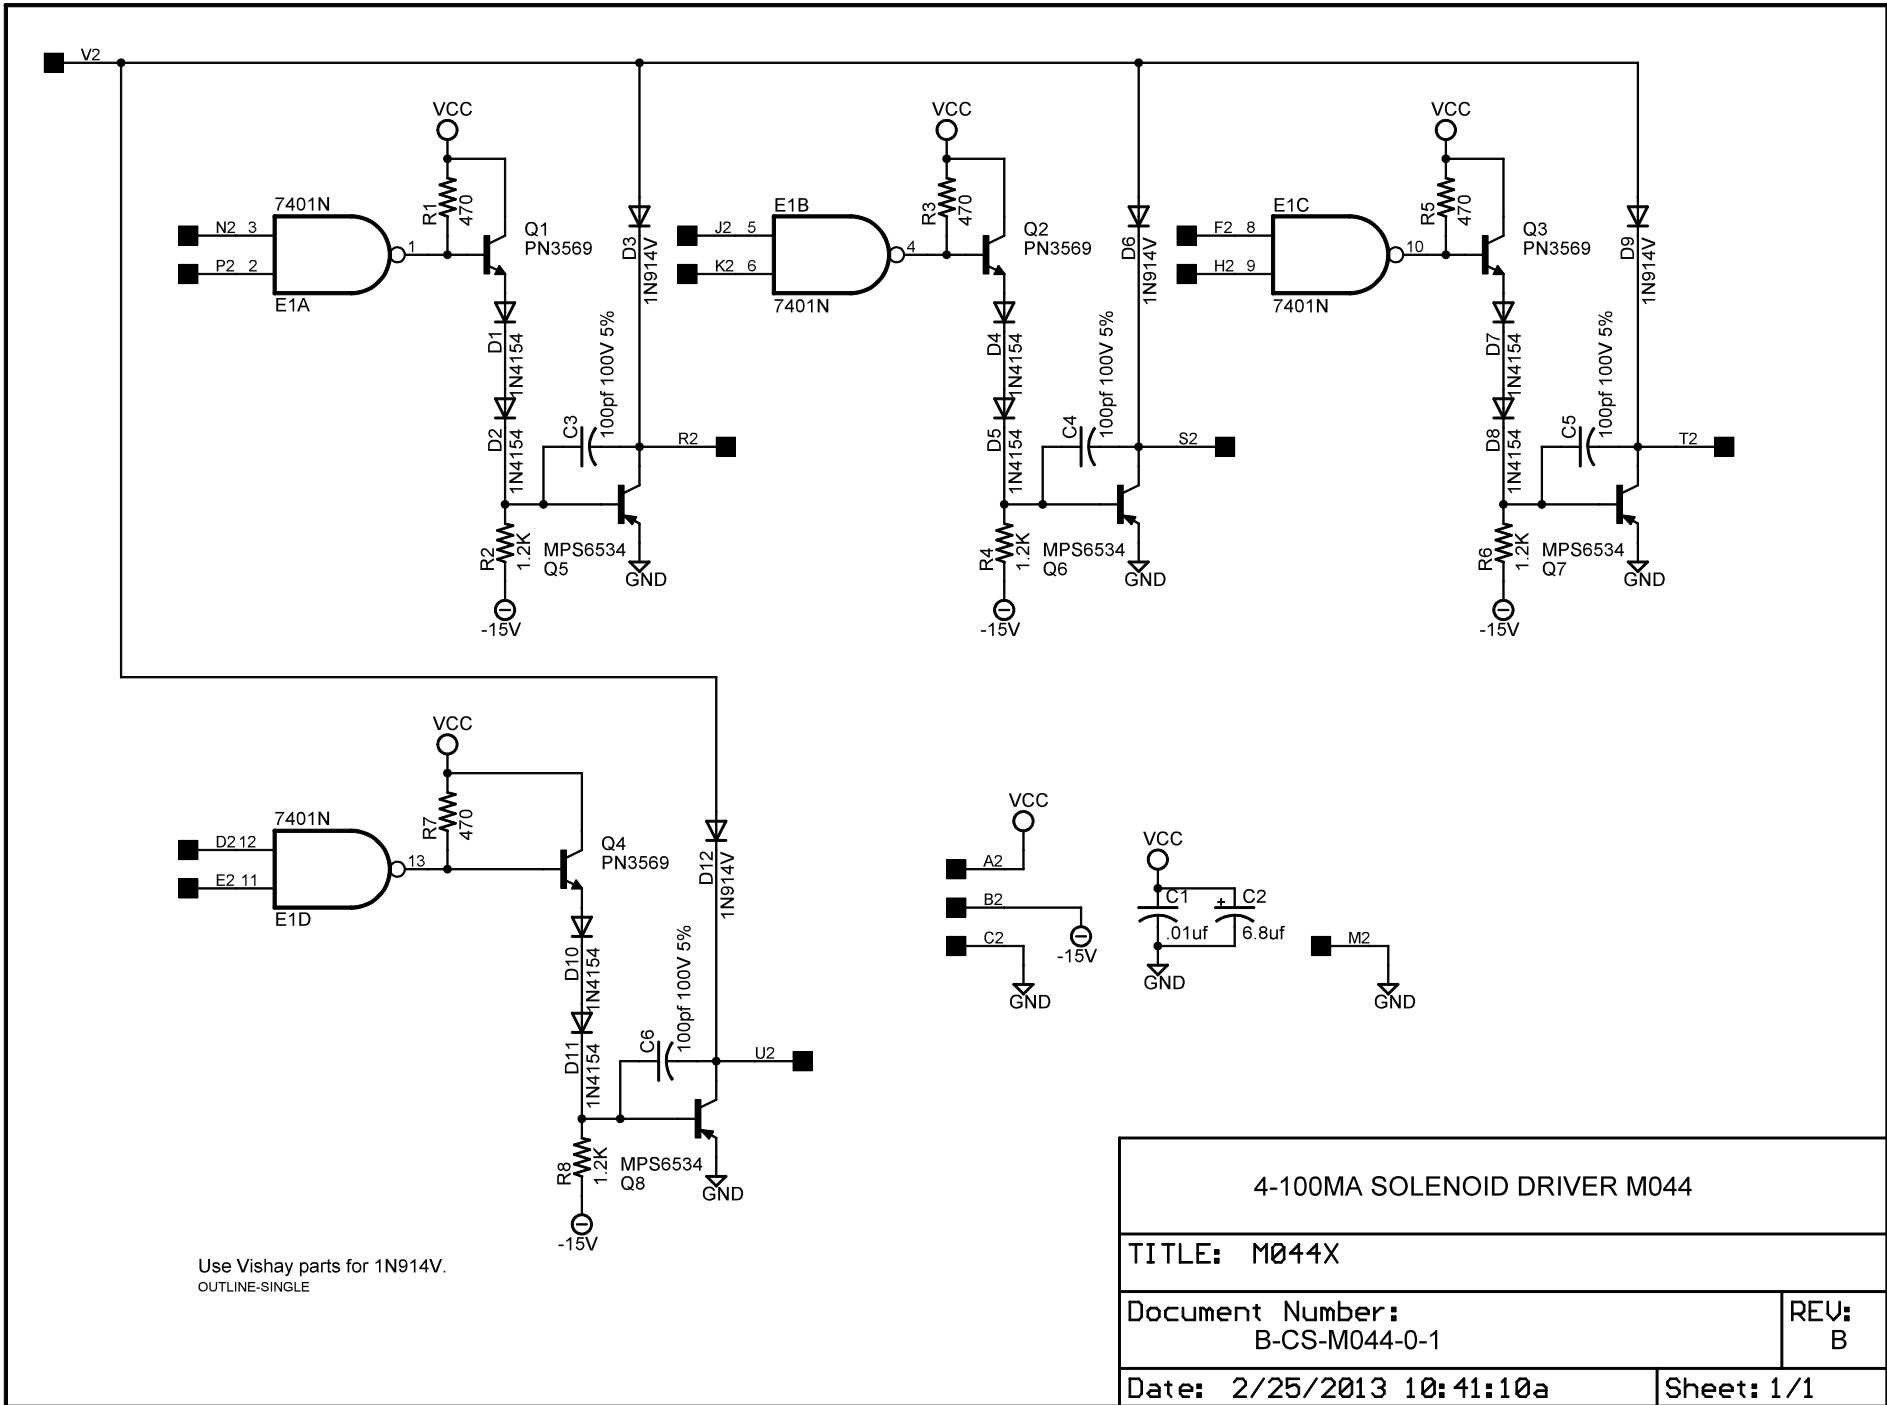 V2
VCC
VCC
VCC
7401N
R1
470
N2 3
P2 2
1
E1A
Q1
PN3569
D3
1N914V
D1
1N4154
D2
1N4154
C3
100pf 100V 5%
R2
R2
1.2K
MPS6534
Q5
GND
-15V
E1B
R3
470
J2 5
K2 6
4
7401N
Q2
PN3569
D6
1N914V
D4
1N4154
D5
1N4154
C4
100pf 100V 5%
S2
R4
1.2K
MPS6534
Q6
GND
-15V
E1C
R5
470
F2 8
H2 9
10
7401N
Q3
PN3569
D9
1N914V
D7
1N4154
D8
1N4154
C5
100pf 100V 5%
T2
R6
1.2K
MPS6534
Q7
GND
-15V
VCC
7401N
R7
470
D2 12
E2 11
13
E1D
Q4
PN3569
D12
1N914V
D10
1N4154
D11
1N4154
C6
100pf 100V 5%
U2
R8
1.2K
MPS6534
Q8
GND
-15V
VCC
A2
B2
C2
-15V
GND
VCC
C1
.01uf
+
C2
6.8uf
GND
M2
GND
Use Vishay parts for 1N914V.
OUTLINE-SINGLE
4-100MA SOLENOID DRIVER M044
TITLE: M044X
Document Number:
B-CS-M044-0-1
REV:
B
Date: 2/25/2013 10:41:10a
Sheet: 1/1